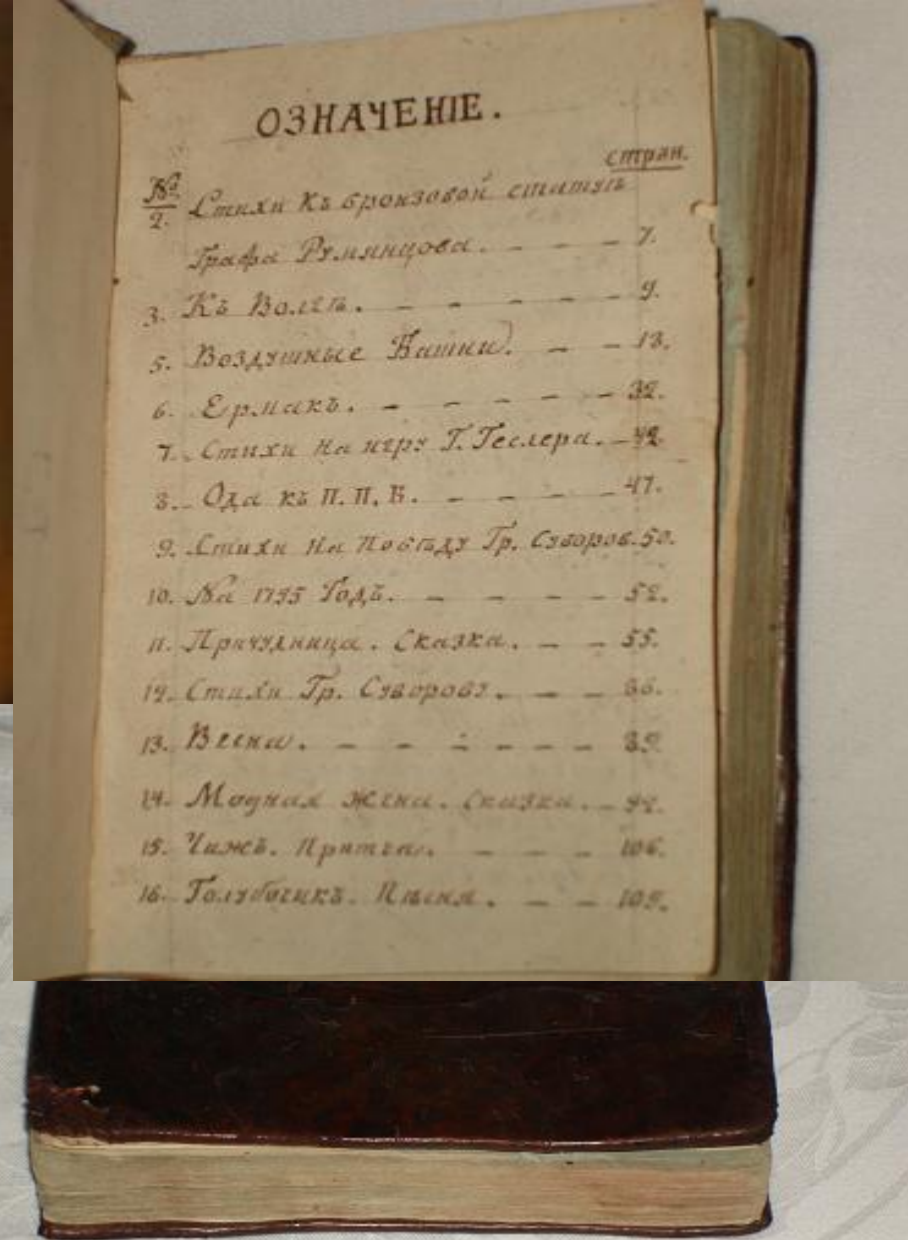 ОЗНАЧЕНІЕ.
стран.
№ 2. Стихи Къ бронзовой статуѣ
Графа Румянцова. – – – 7.
3. Къ Волгѣ. – – – – – 9.
5. Воздушные Башни. – – 13.
6. Ермакъ. – – – – – 32.
7. Стихи На игру Г. Геслера. – 42.
8. Ода къ П. П. Б. – – – – 47.
9. Стихи На Побѣду Гр. Суворов. 50.
10. На 1795 Годъ. – – – – 52.
11. Причудница. Сказка. – – 55.
12. Стихи Гр. Суворову. – – – 86.
13. Весна. – – – – – – 89.
14. Модная Жена. Сказка. – 92.
15. Чижъ. Притча. – – – 106.
16. Голубочикъ. Пѣсня. – – – 109.